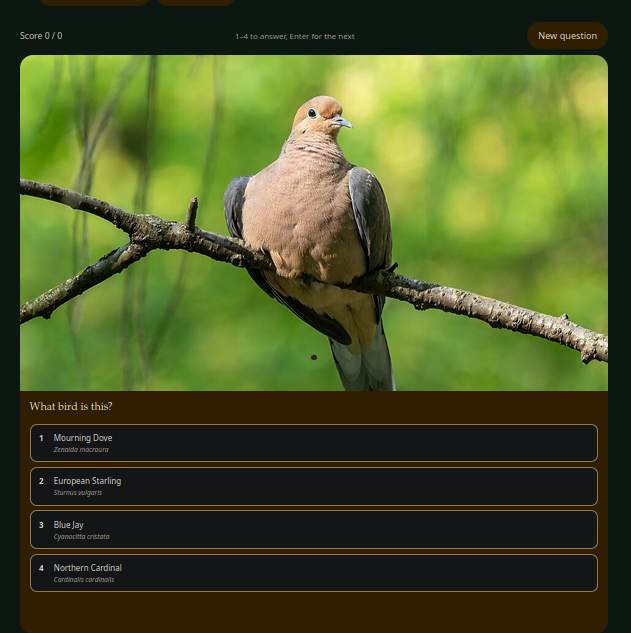 Score 0 / 0
1–4 to answer, Enter for the next
New question
What bird is this?
1 Mourning Dove
Zenaida macroura
2 European Starling
Sturnus vulgaris
3 Blue Jay
Cyanocitta cristata
4 Northern Cardinal
Cardinalis cardinalis